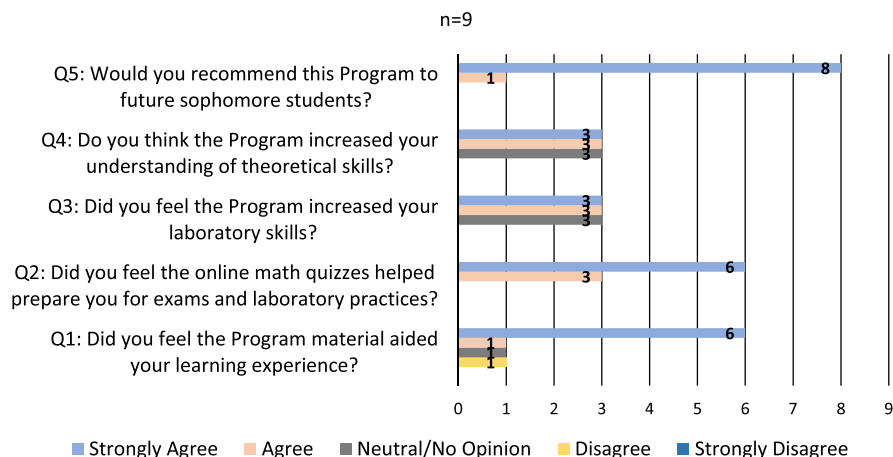 n=9
Q5: Would you recommend this Program to
future sophomore students?
8
1
Q4: Do you think the Program increased your
understanding of theoretical skills?
3
3
3
Q3: Did you feel the Program increased your
laboratory skills?
3
3
3
Q2: Did you feel the online math quizzes helped
prepare you for exams and laboratory practices?
6
3
Q1: Did you feel the Program material aided
your learning experience?
6
1
1
1
0 1 2 3 4 5 6 7 8 9
Strongly Agree Agree Neutral/No Opinion Disagree Strongly Disagree